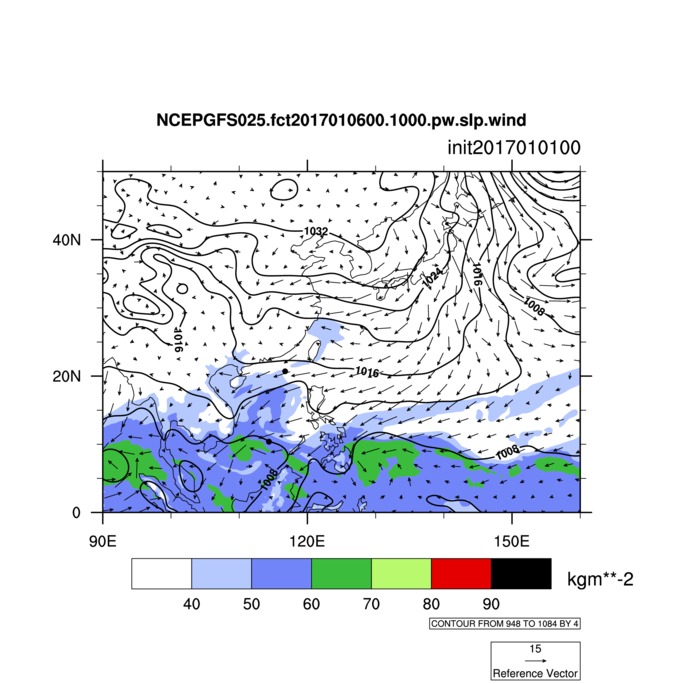 NCEPGFS025.fct2017010600.1000.pw.slp.wind
init2017010100
1032
40N
1024
1016
1008
1016
1016
20N
1008
1008
0
90E 120E 150E
kgm**-2
40 50 60 70 80 90
CONTOUR FROM 948 TO 1084 BY 4
15
Reference Vector